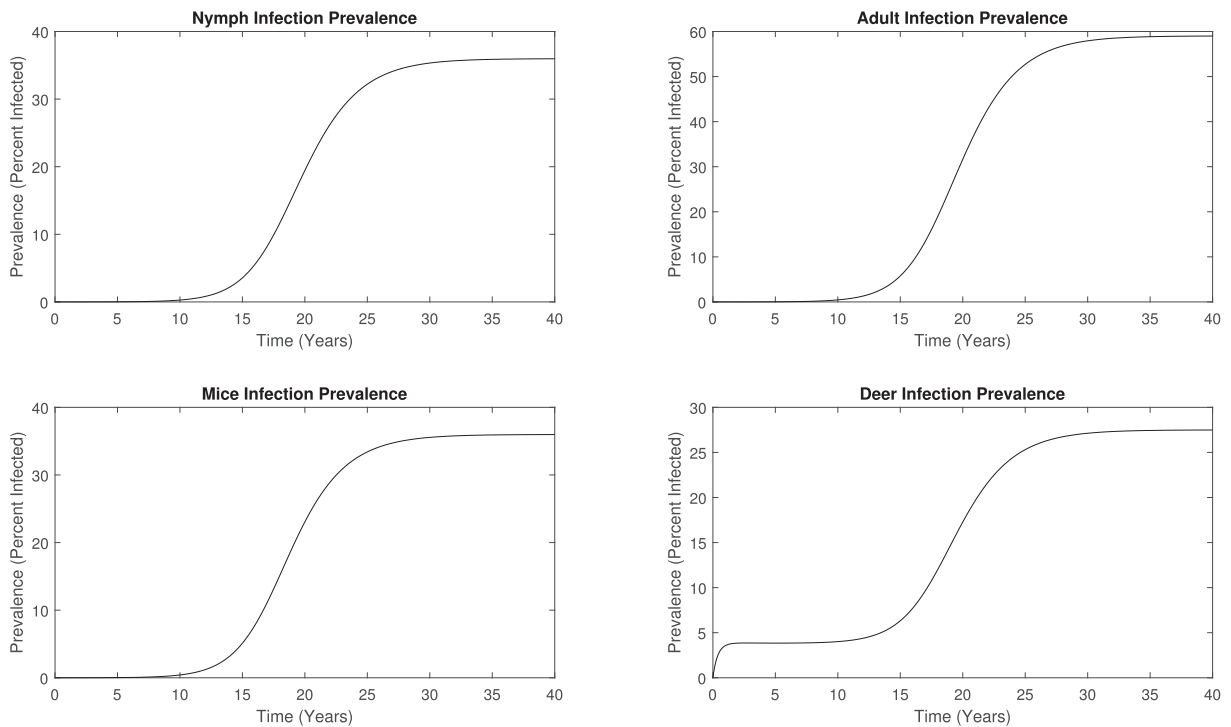 Nymph Infection Prevalence
Prevalence (Percent Infected)
40
30
20
10
0
0 5 10 15 20 25 30 35 40
Time (Years)
Adult Infection Prevalence
Prevalence (Percent Infected)
60
50
40
30
20
10
0
0 5 10 15 20 25 30 35 40
Time (Years)
Mice Infection Prevalence
Prevalence (Percent Infected)
40
30
20
10
0
0 5 10 15 20 25 30 35 40
Time (Years)
Deer Infection Prevalence
Prevalence (Percent Infected)
30
25
20
15
10
5
0
0 5 10 15 20 25 30 35 40
Time (Years)